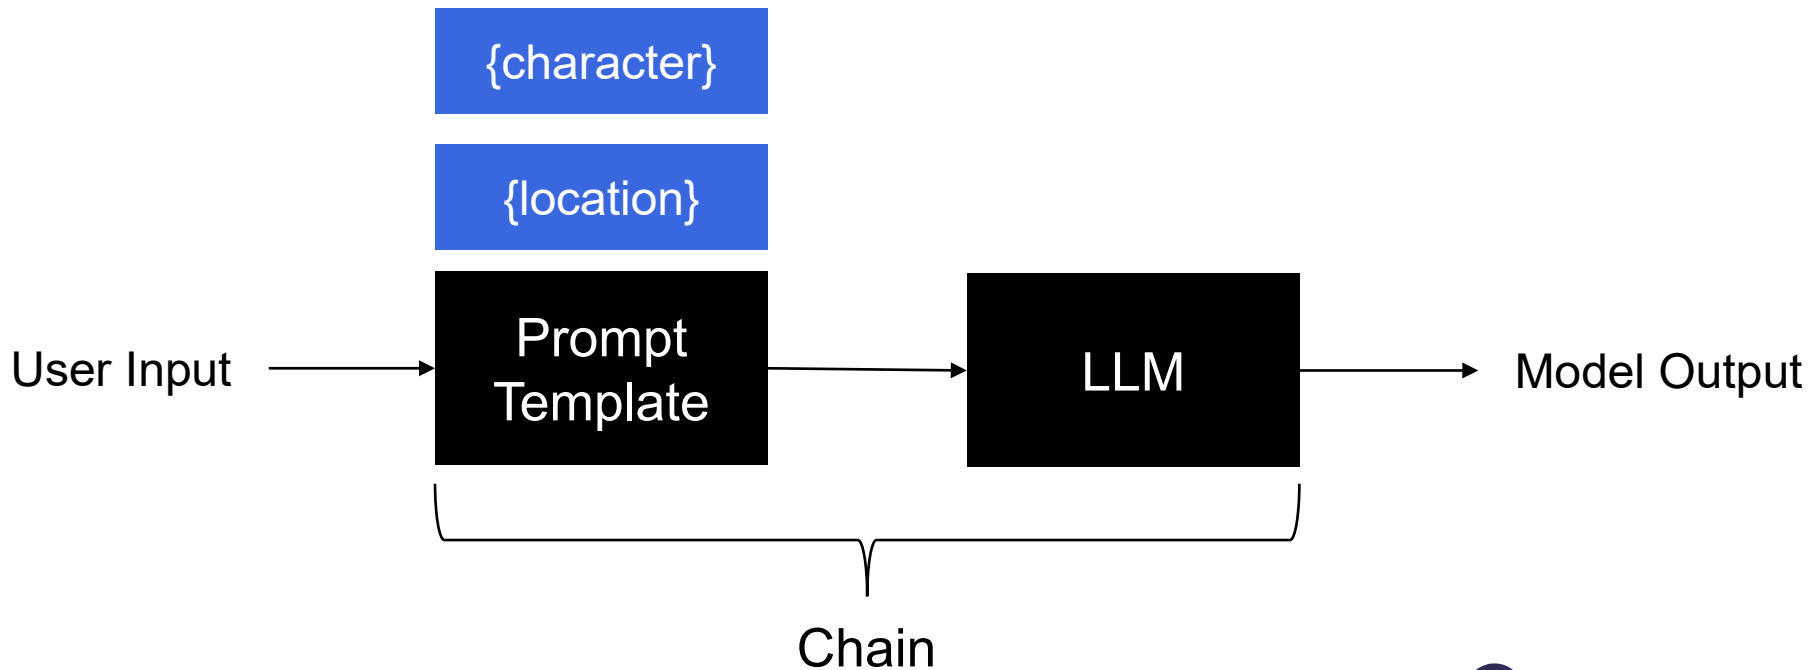 {character}
{location}
User Input
Prompt
Template
LLM
Model Output
Chain